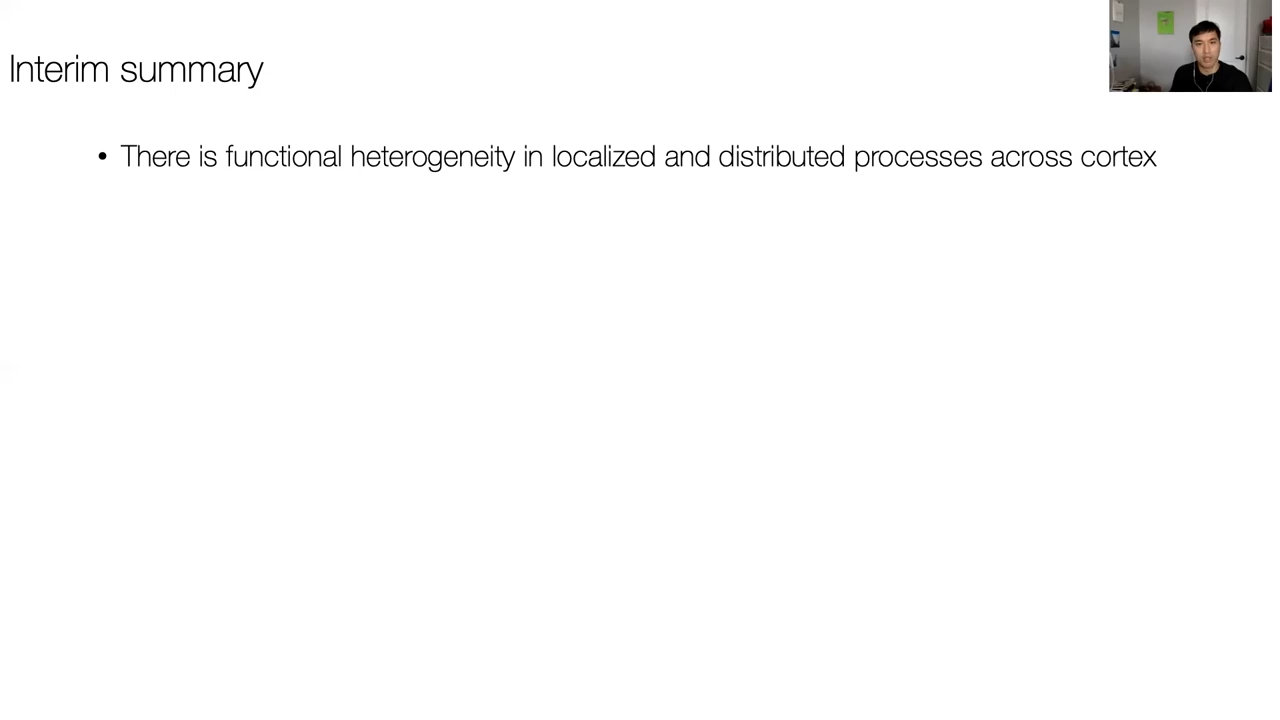 Interim summary
• There is functional heterogeneity in localized and distributed processes across cortex